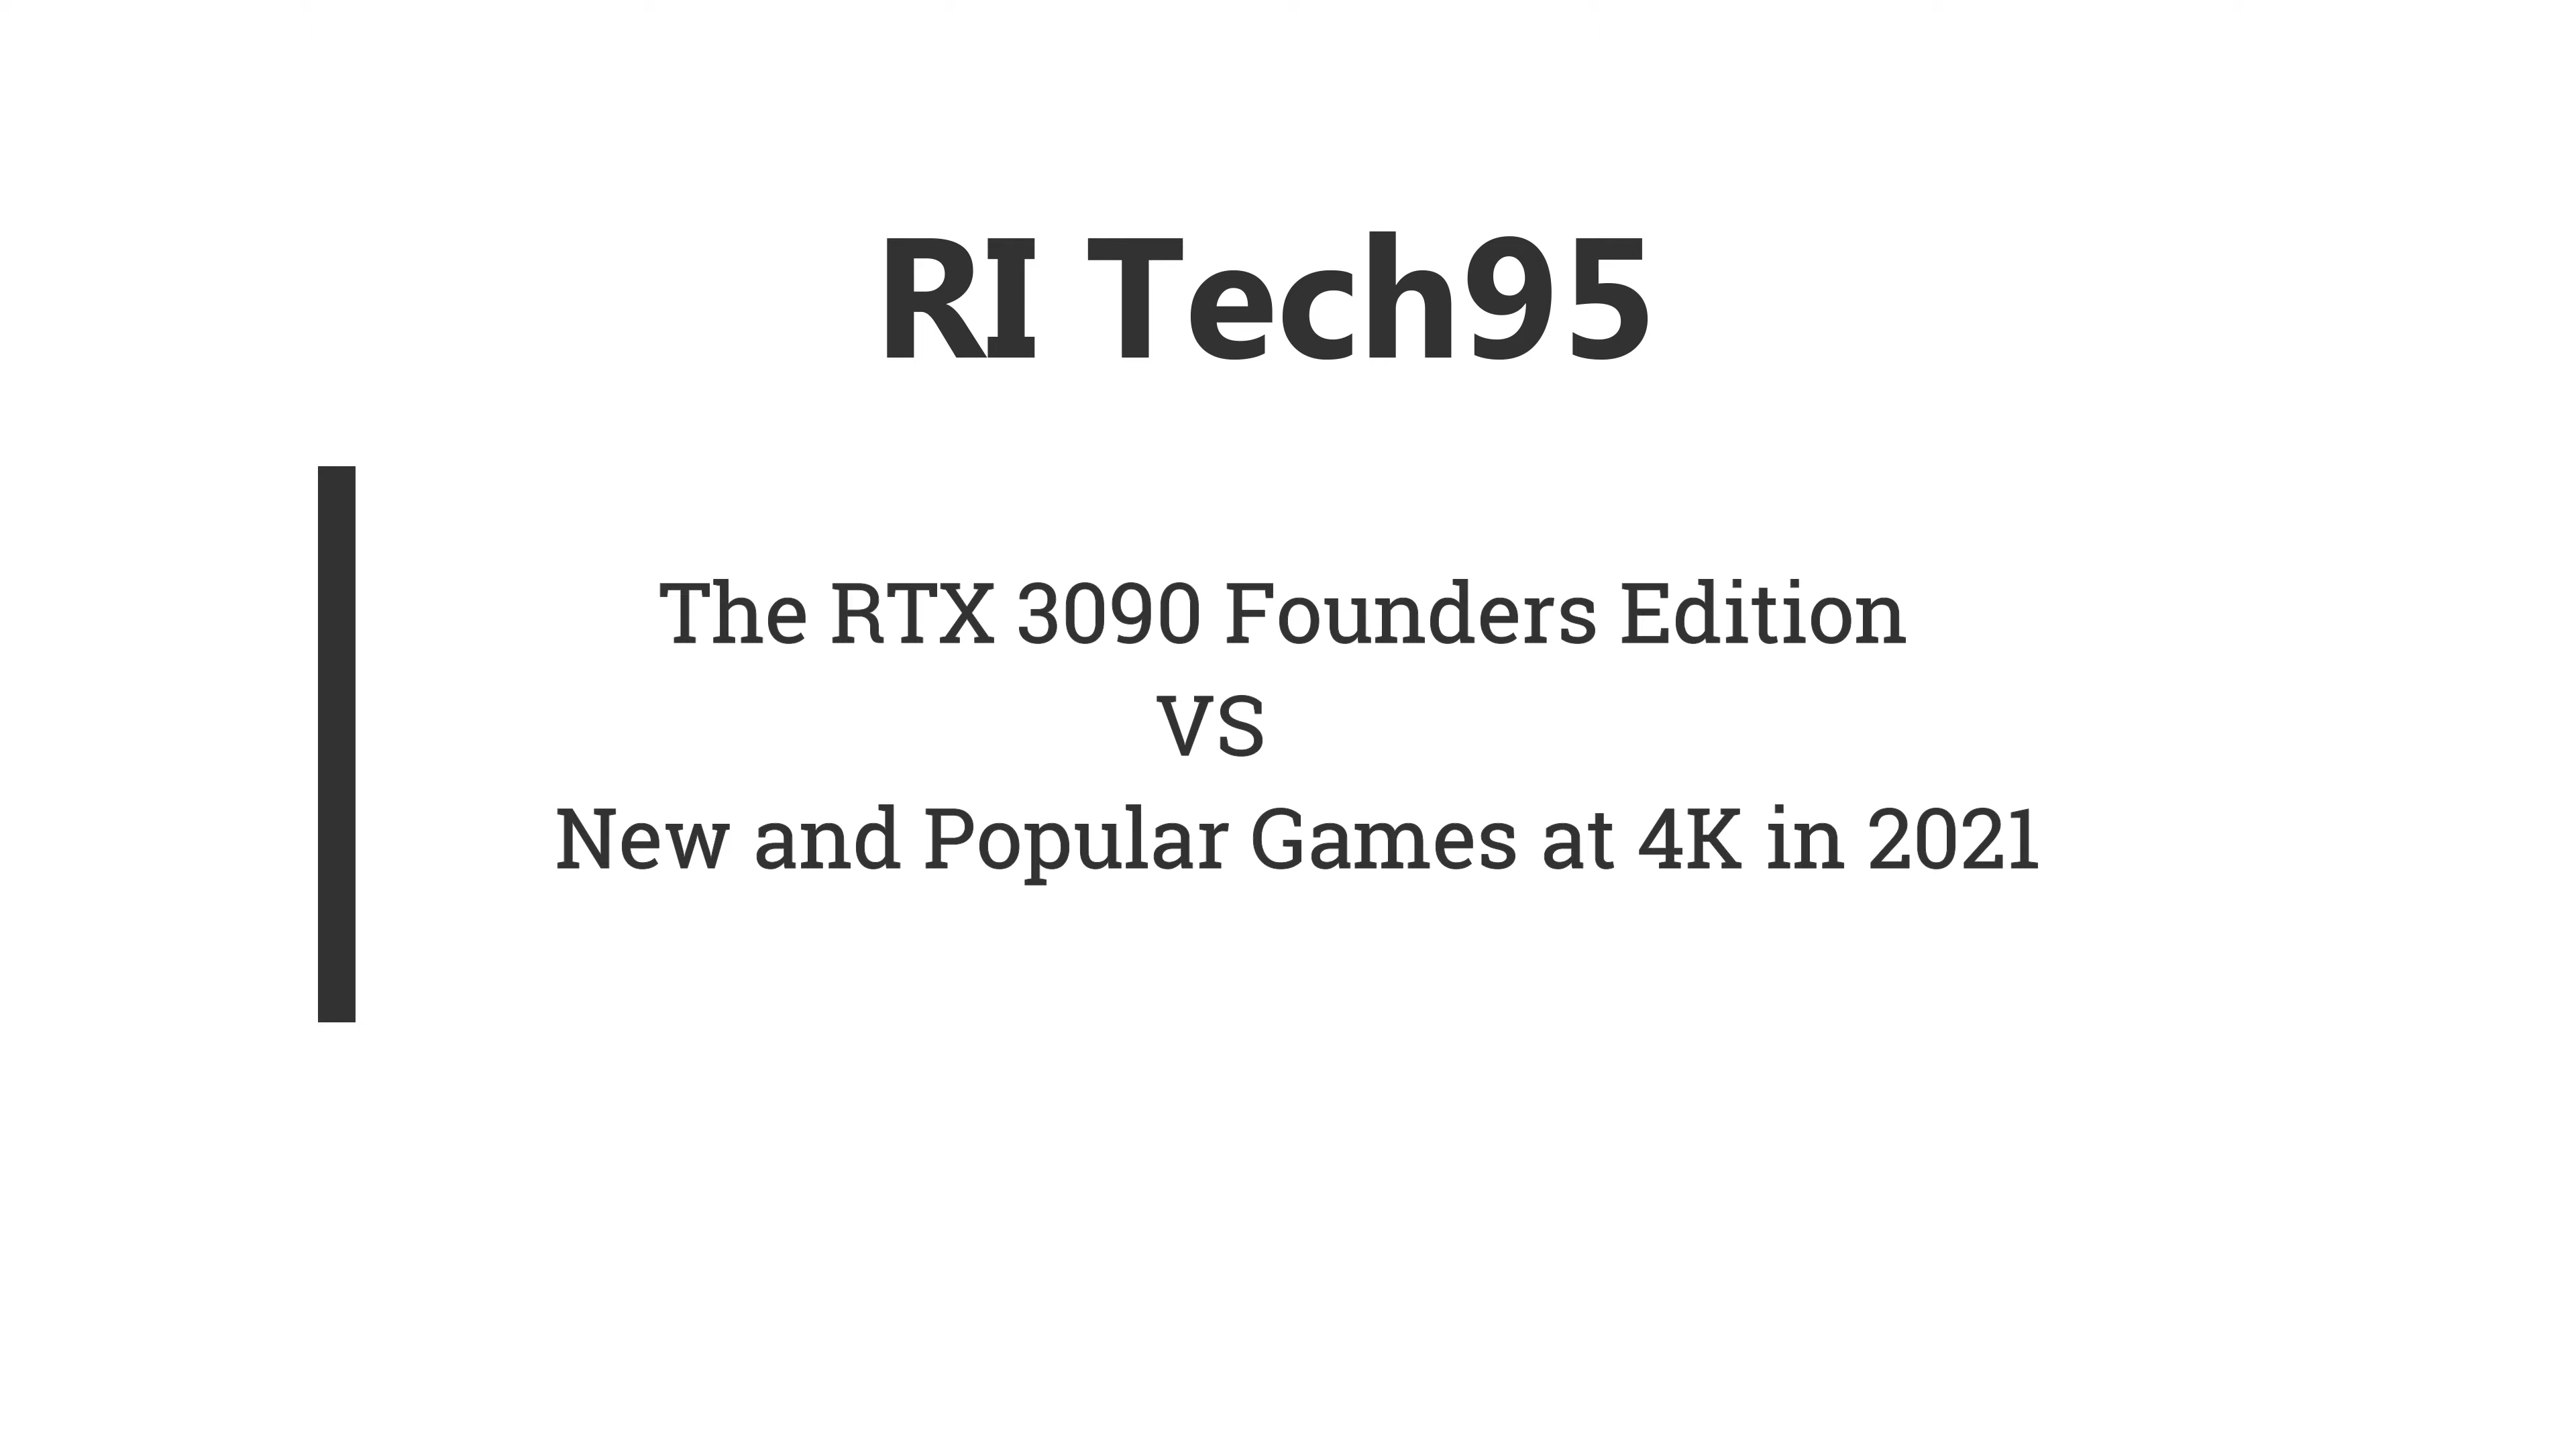 RI Tech95
The RTX 3090 Founders Edition
VS
New and Popular Games at 4K in 2021